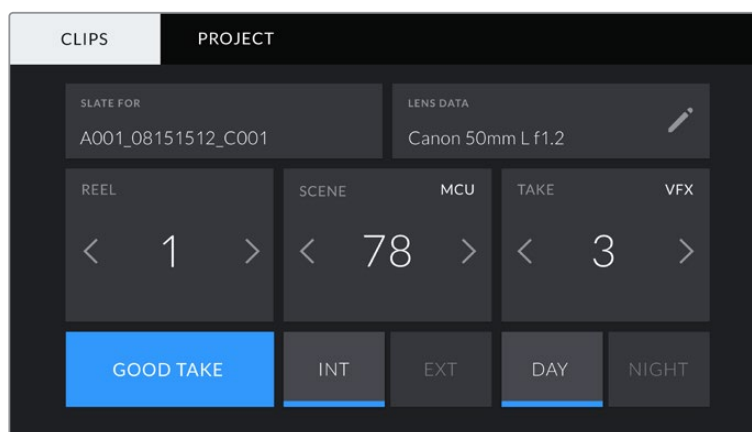 CLIPS PROJECT
SLATE FOR
A001_08151512_C001
LENS DATA
Canon 50mm L f1.2
REEL
1
SCENE MCU
78
TAKE VFX
3
GOOD TAKE
INT
EXT
DAY
NIGHT